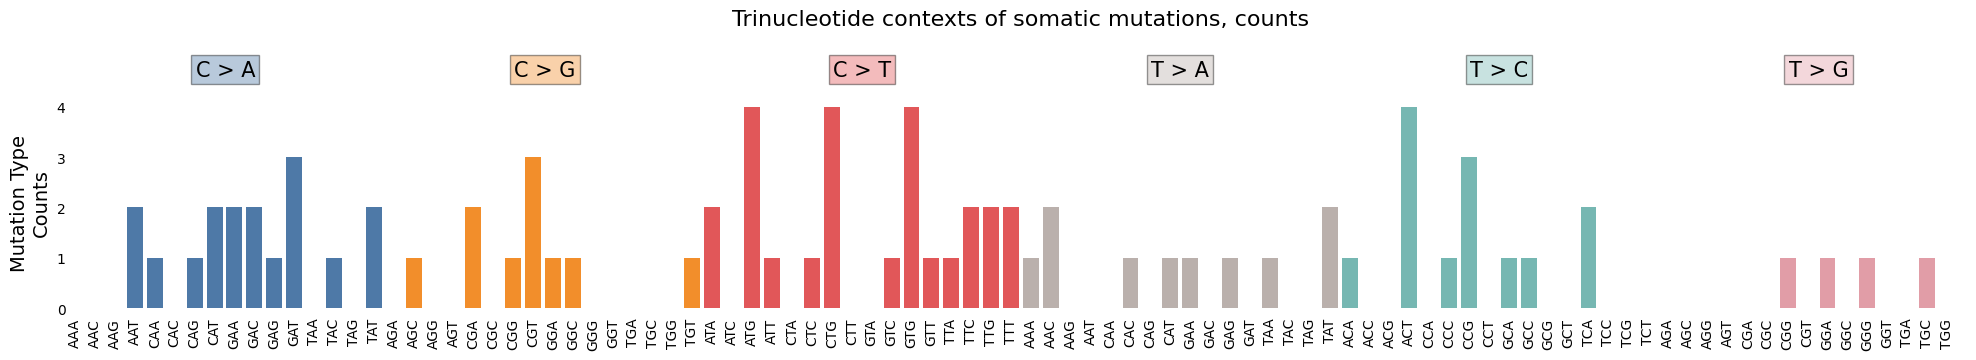 Trinucleotide contexts of somatic mutations, counts
C > A C > G C > T T > A T > C T > G
Mutation Type
Counts
4
3
2
1
0
AAA AAC AAG AAT CAA CAC CAG CAT GAA GAC GAG GAT TAA TAC TAG TAT AGA AGC AGG AGT CGA CGC CGG CGT GGA GGC GGG GGT TGA TGC TGG TGT ATA ATC ATG ATT CTA CTC CTG CTT GTA GTC GTG GTT TTA TTC TTG TTT AAA AAC AAG AAT CAA CAC CAG CAT GAA GAC GAG GAT TAA TAC TAG TAT ACA ACC ACG ACT CCA CCC CCG CCT GCA GCC GCG GCT TCA TCC TCG TCT AGA AGC AGG AGT CGA CGC CGG CGT GGA GGC GGG GGT TGA TGC TGG